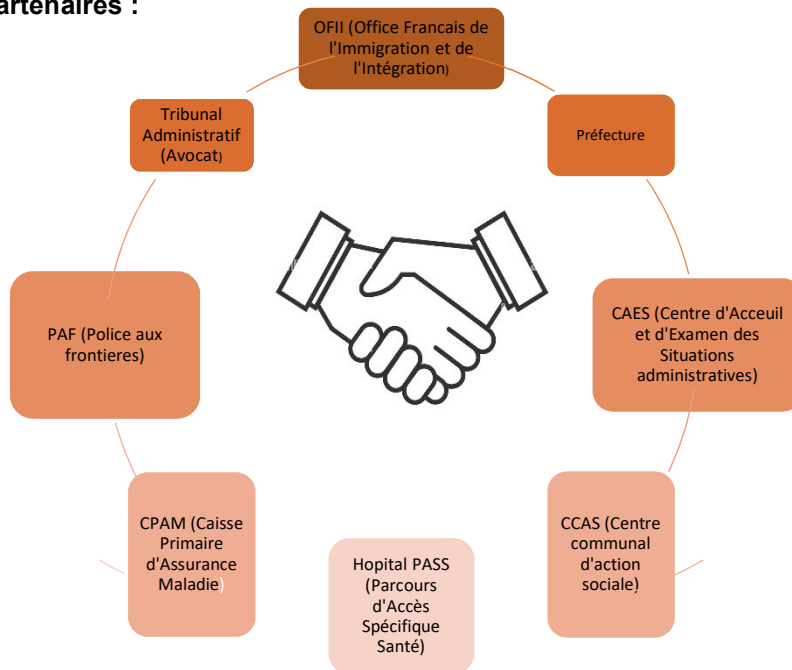 artenaires :
OFII (Office Francais de
l'Immigration et de
l'Intégration)
Tribunal
Administratif
(Avocat)
Préfecture
PAF (Police aux
frontieres)
CAES (Centre d'Acceuil
et d'Examen des
Situations
administratives)
CPAM (Caisse
Primaire
d'Assurance
Maladie)
Hopital PASS
(Parcours
d'Accès
Spécifique
Santé)
CCAS (Centre
communal
d'action
sociale)